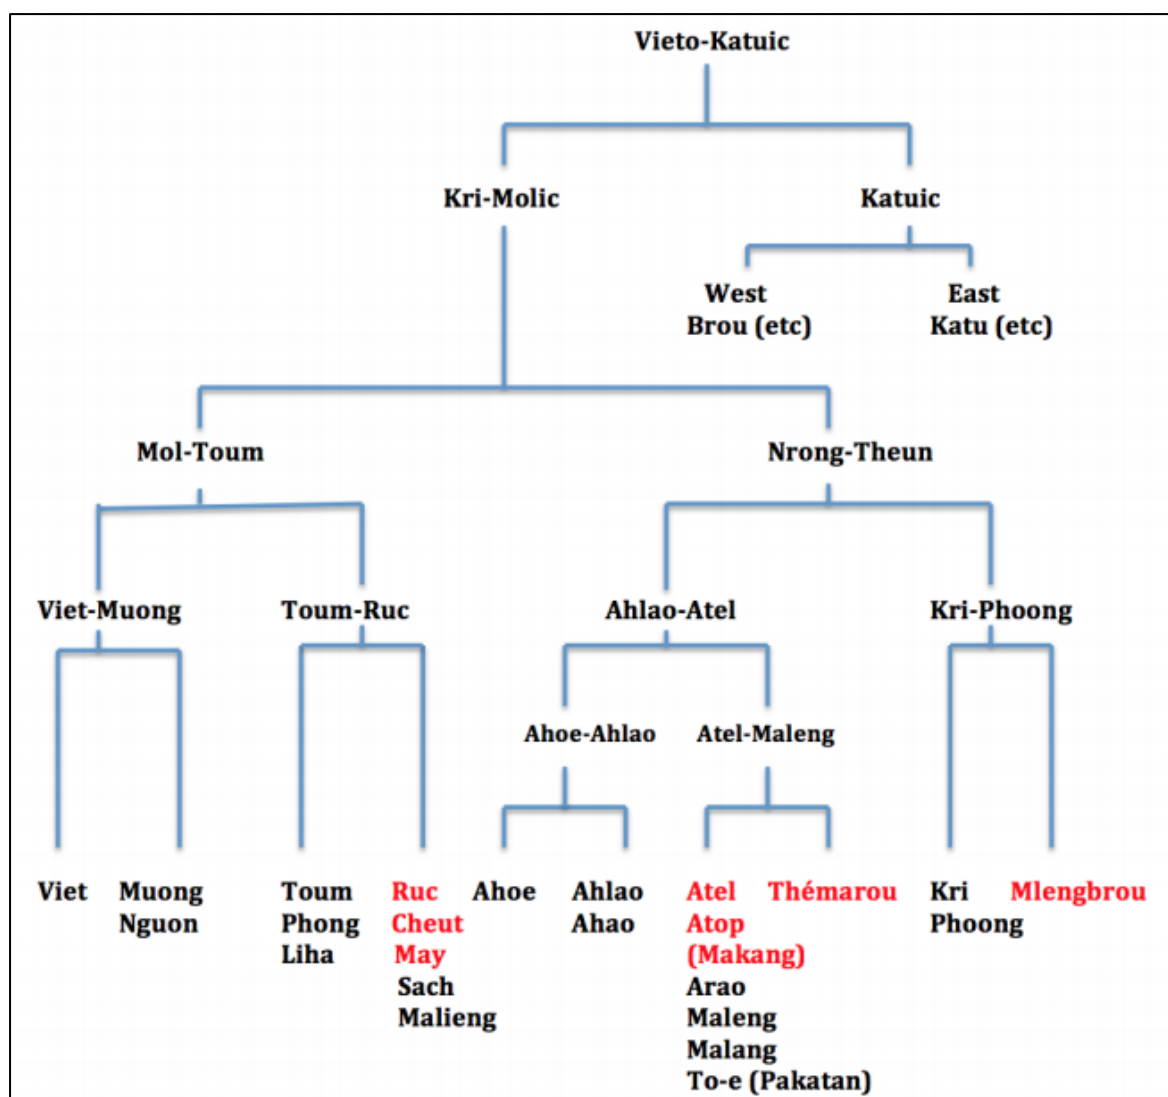 Vieto-Katuic
Kri-Molic
Katuic
West
Brou (etc)
East
Katu (etc)
Mol-Toum
Nrong-Theun
Viet-Muong
Toum-Ruc
Ahlao-Atel
Kri-Phoong
Ahoe-Ahlao
Atel-Maleng
Viet
Muong
Nguon
Toum
Phong
Liha
Ruc
Cheut
May
Sach
Malieng
Ahoe
Ahlao
Ahao
Atel
Atop
(Makang)
Arao
Maleng
Malang
To-e (Pakatan)
Thémarou
Kri
Phoong
Mlengbrou